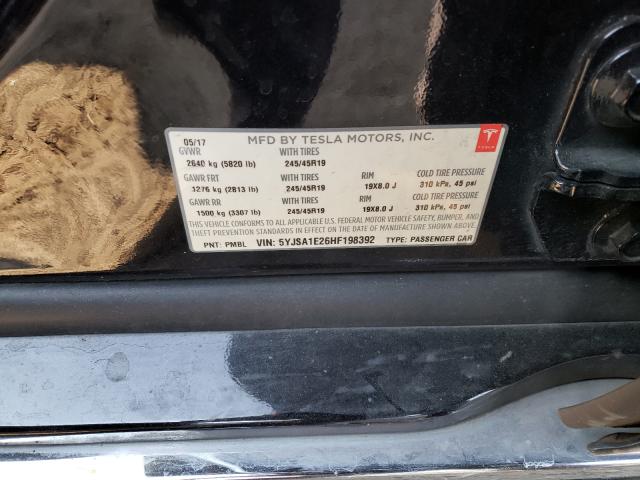 05/17 MFD BY TESLA MOTORS, INC.
GVWR WITH TIRES
2640 kg (5820 lb) 245/45R19
GAWR FRT WITH TIRES RIM COLD TIRE PRESSURE
1276 kg (2813 lb) 245/45R19 19X8.0 J 310 kPa, 45 psi
GAWR RR WITH TIRES RIM COLD TIRE PRESSURE
1500 kg (3307 lb) 245/45R19 19X8.0 J 310 kPa, 45 psi
THIS VEHICLE CONFORMS TO ALL APPLICABLE U.S. FEDERAL MOTOR VEHICLE SAFETY, BUMPER, AND
THEFT PREVENTION STANDARDS IN EFFECT ON THE DATE OF MANUFACTURE SHOWN ABOVE.
PNT: PMBL VIN: 5YJSA1E26HF198392 TYPE: PASSENGER CAR
TESLA